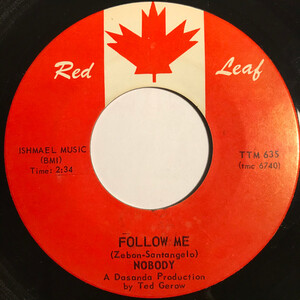 Red Leaf
ISHMAEL MUSIC
(BMI)
Time: 2:34
TTM 635
(tmc 6740)
FOLLOW ME
(Zeban-Santangelo)
NOBODY
A Dasanda Production
by Ted Gerow